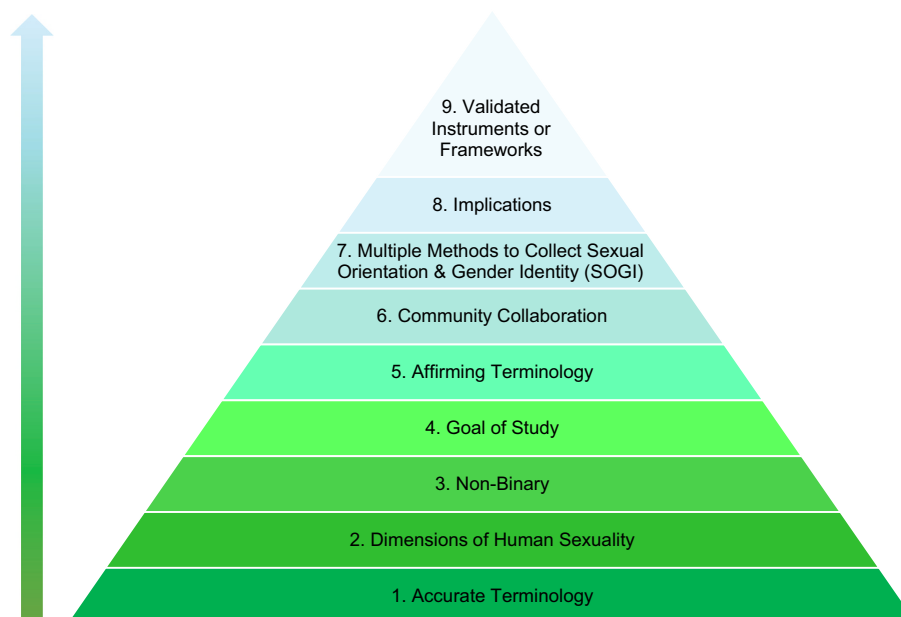 9. Validated
Instruments or
Frameworks
8. Implications
7. Multiple Methods to Collect Sexual
Orientation & Gender Identity (SOGI)
6. Community Collaboration
5. Affirming Terminology
4. Goal of Study
3. Non-Binary
2. Dimensions of Human Sexuality
1. Accurate Terminology